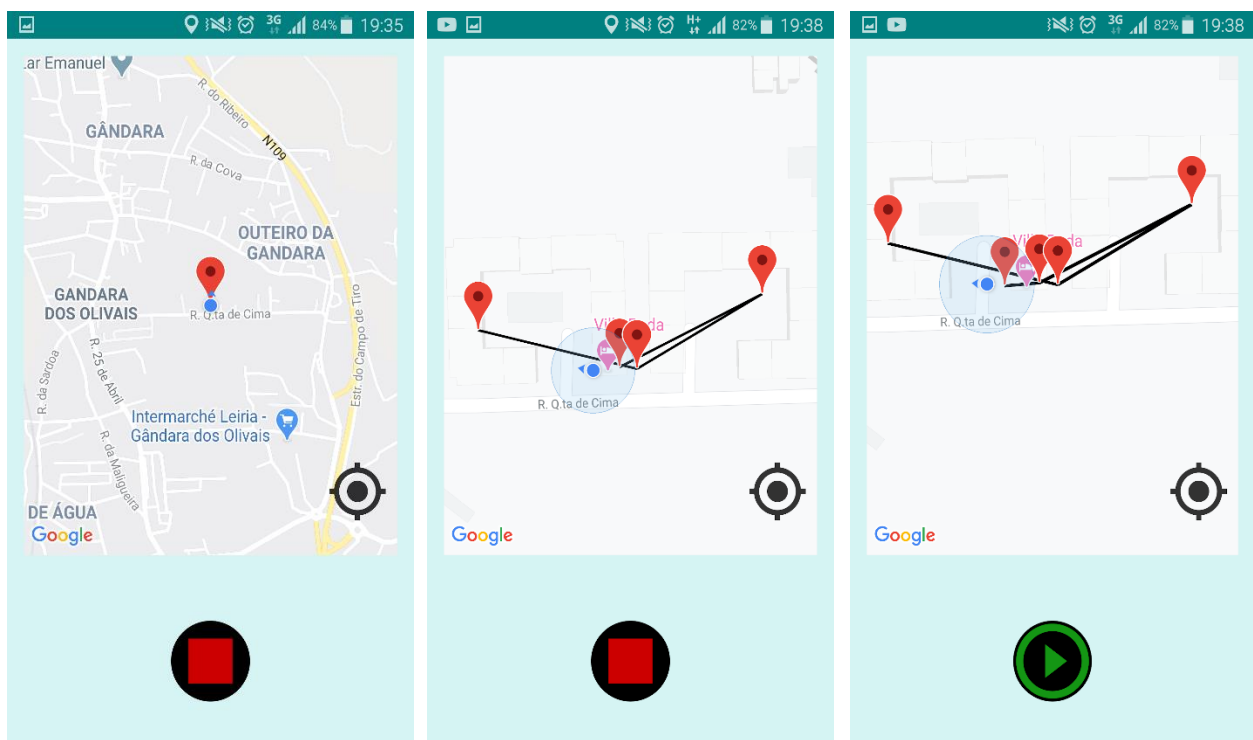 3G 84% 19:35
.ar Emanuel
R. do Ribeiro
GÂNDARA
N109
R. da Cova
OUTEIRO DA
GANDARA
GANDARA
DOS OLIVAIS
R. Q.ta de Cima
Estr. do Campo de Tiro
R. da Sardoa
R. 25 de Abril
Intermarché Leiria -
Gândara dos Olivais
R. da Maligueira
DE ÁGUA
Google
H+ 82% 19:38
R. Q.ta de Cima
Google
3G 82% 19:38
R. Q.ta de Cima
Google